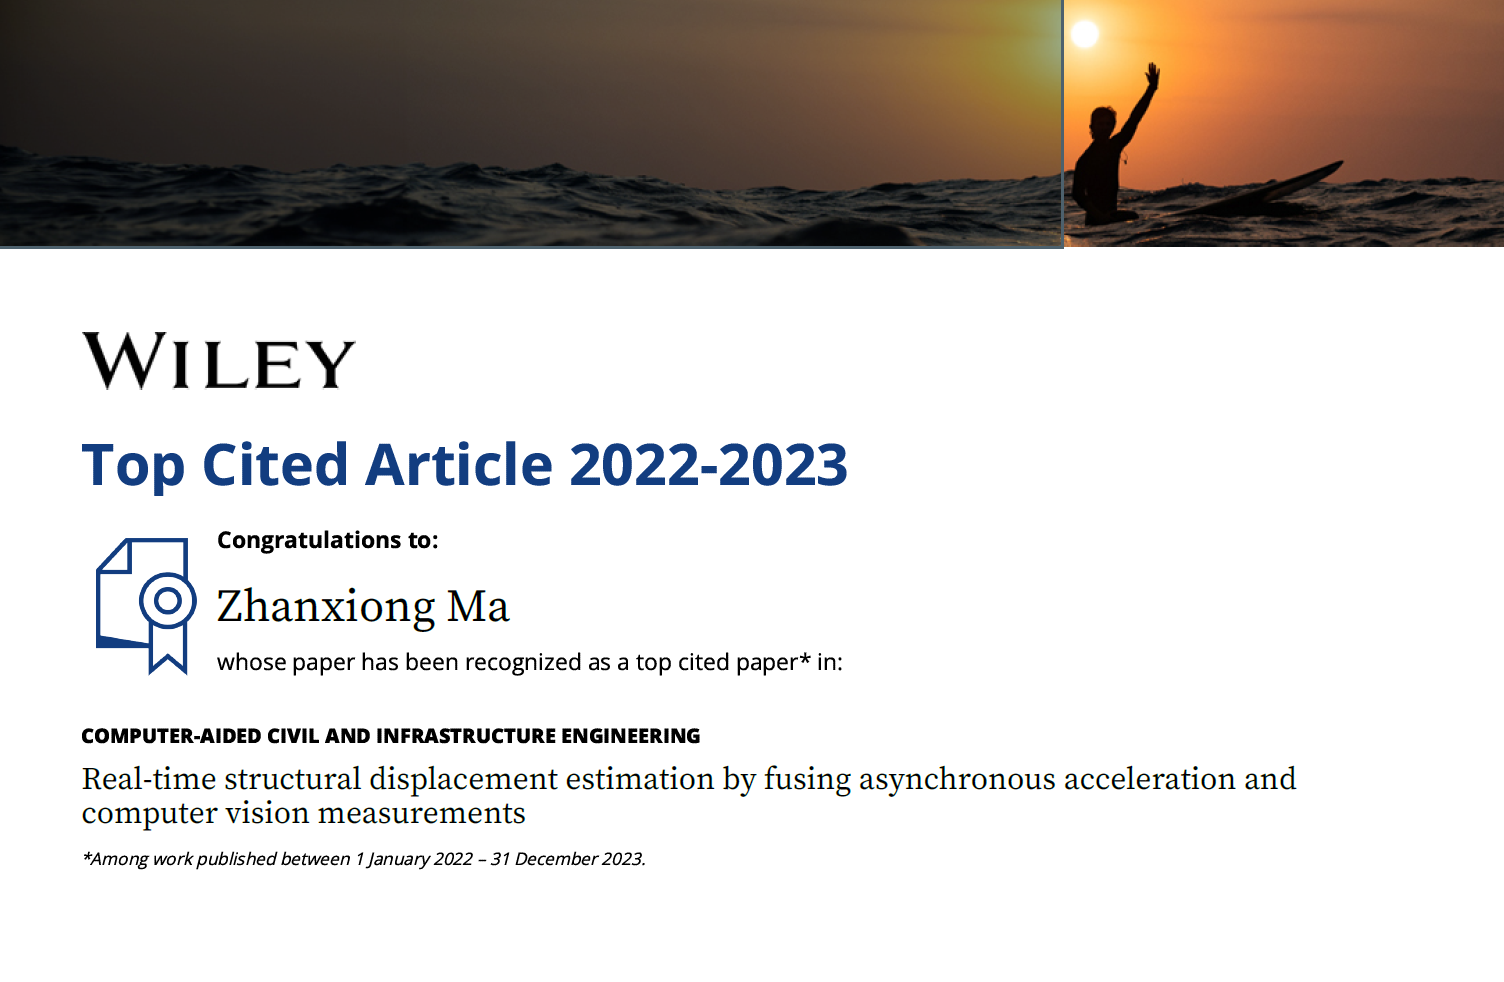 WILEY
Top Cited Article 2022-2023
Congratulations to:
Zhanxiong Ma
whose paper has been recognized as a top cited paper* in:
COMPUTER-AIDED CIVIL AND INFRASTRUCTURE ENGINEERING
Real-time structural displacement estimation by fusing asynchronous acceleration and
computer vision measurements
*Among work published between 1 January 2022 – 31 December 2023.